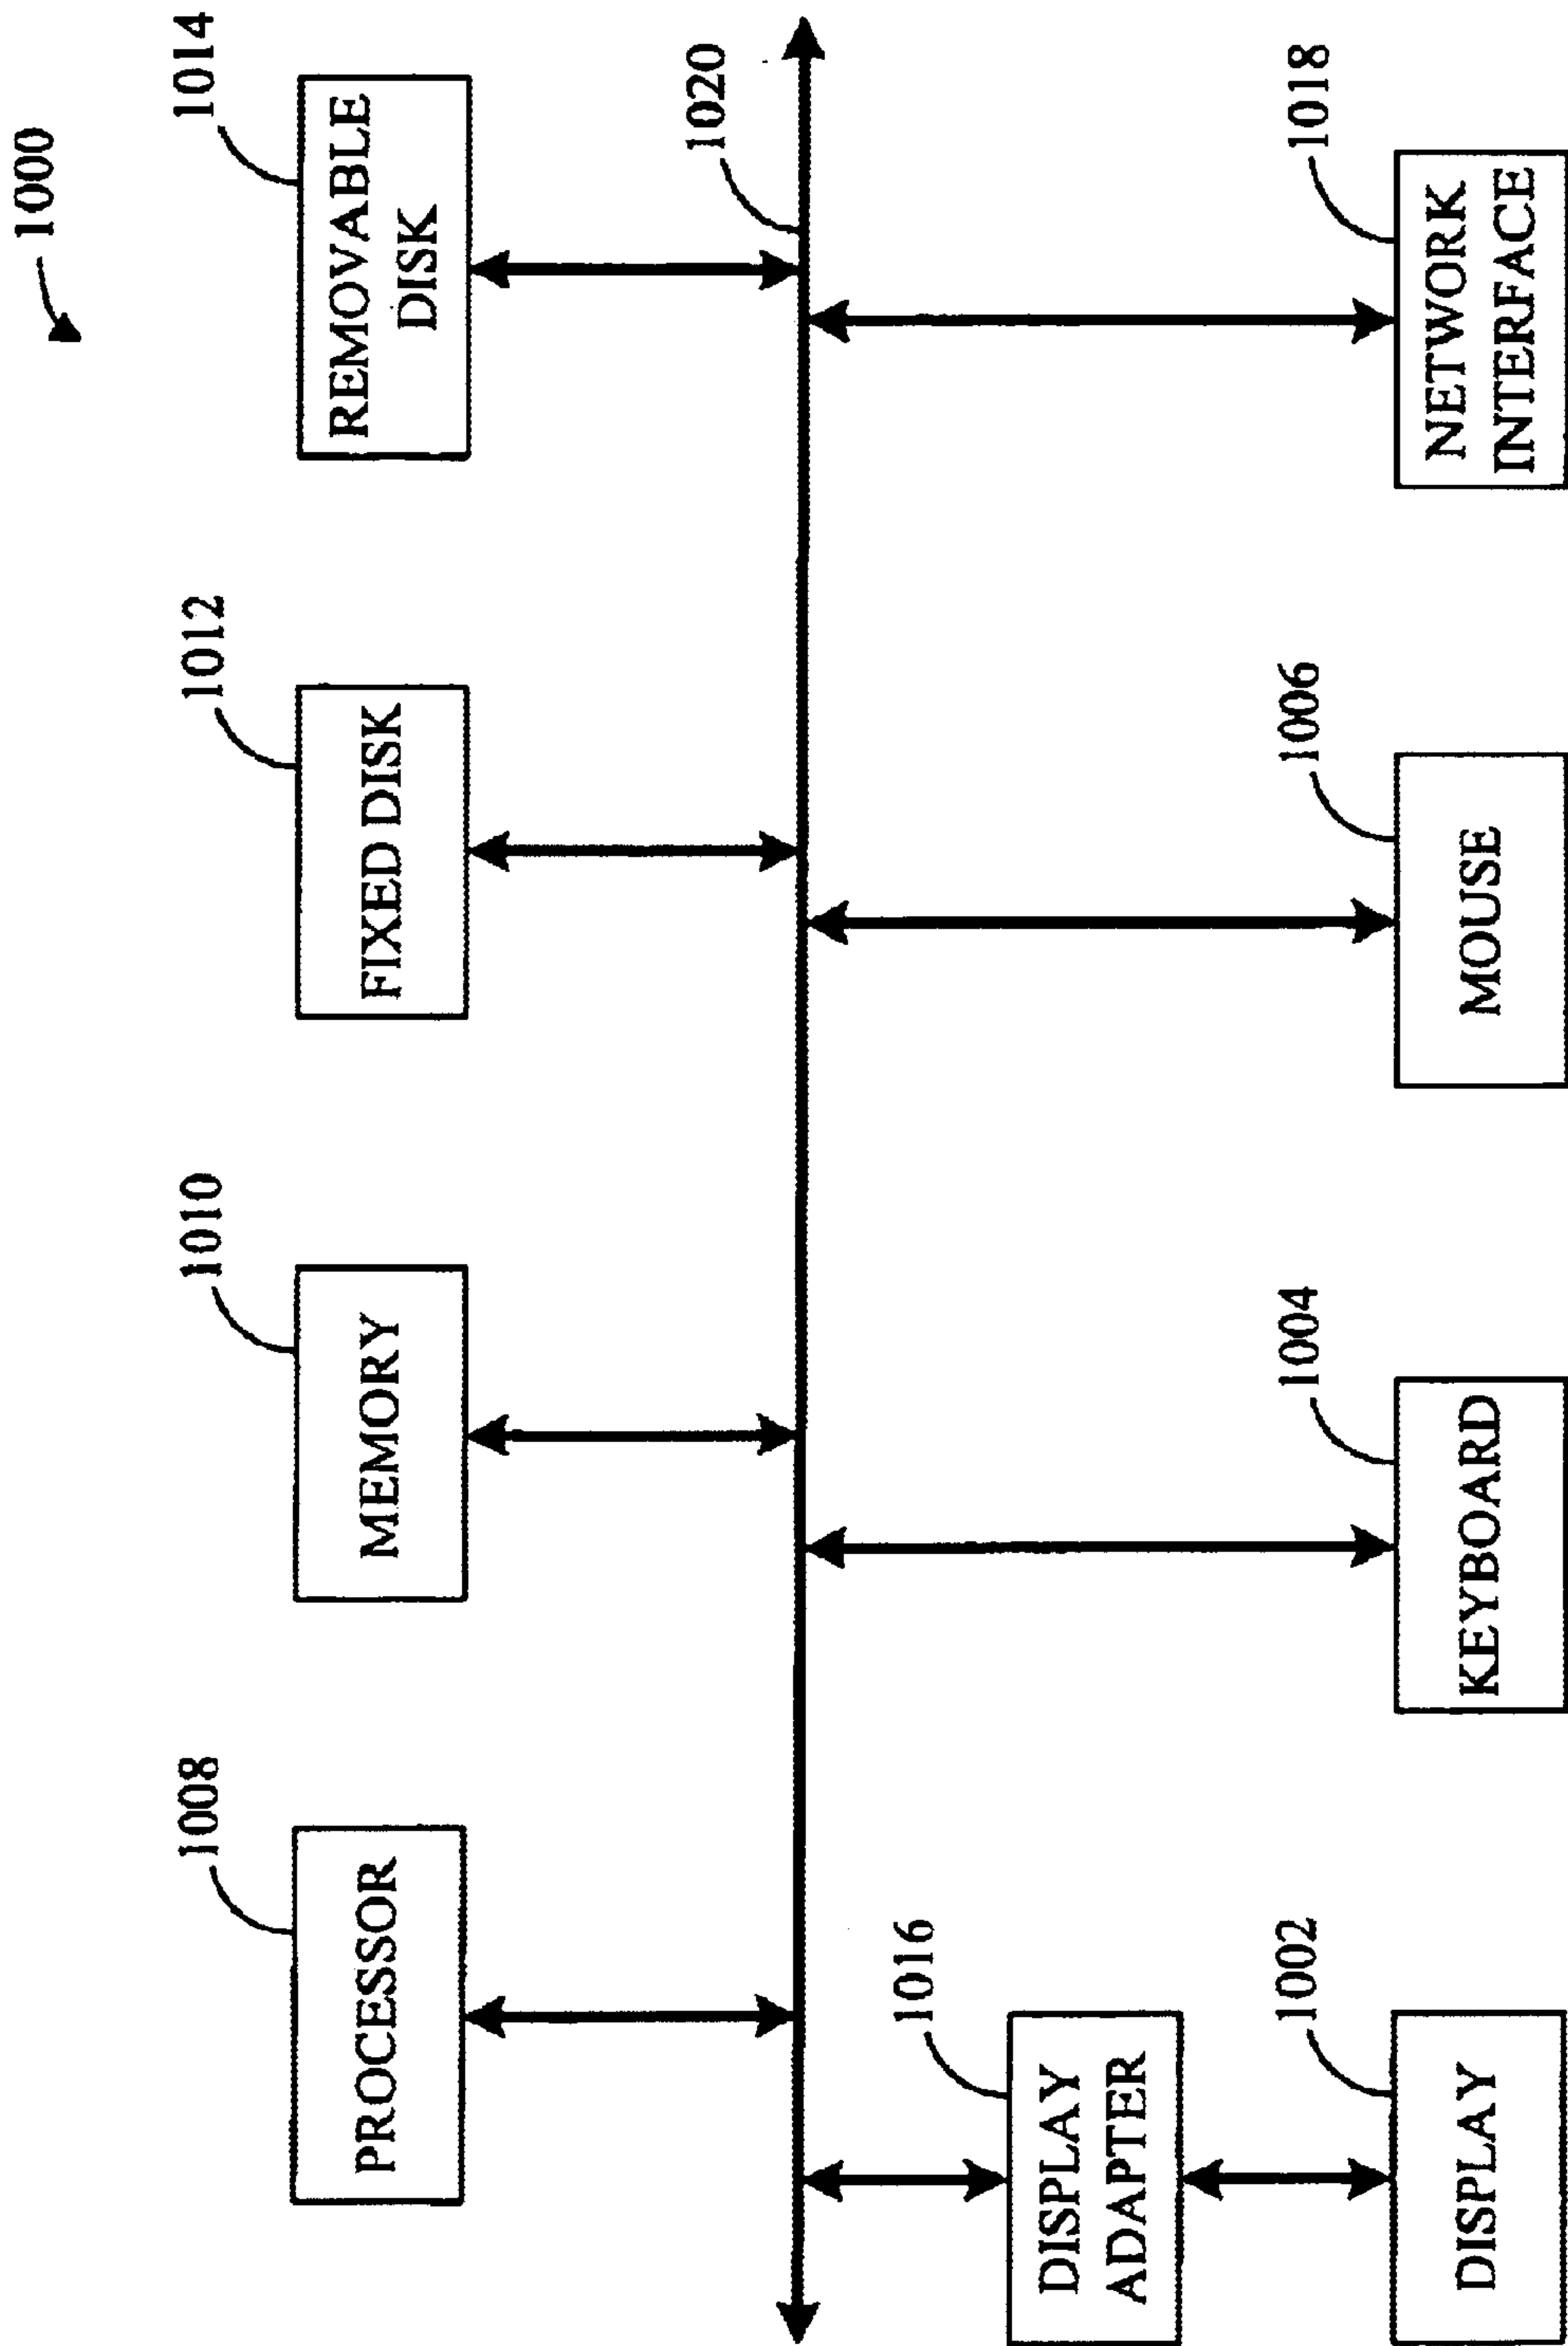 1000
1008
PROCESSOR
1010
MEMORY
1012
FIXED DISK
1014
REMOVABLE
DISK
1020
1016
DISPLAY
ADAPTER
1002
DISPLAY
1004
KEYBOARD
1006
MOUSE
1018
NETWORK
INTERFACE